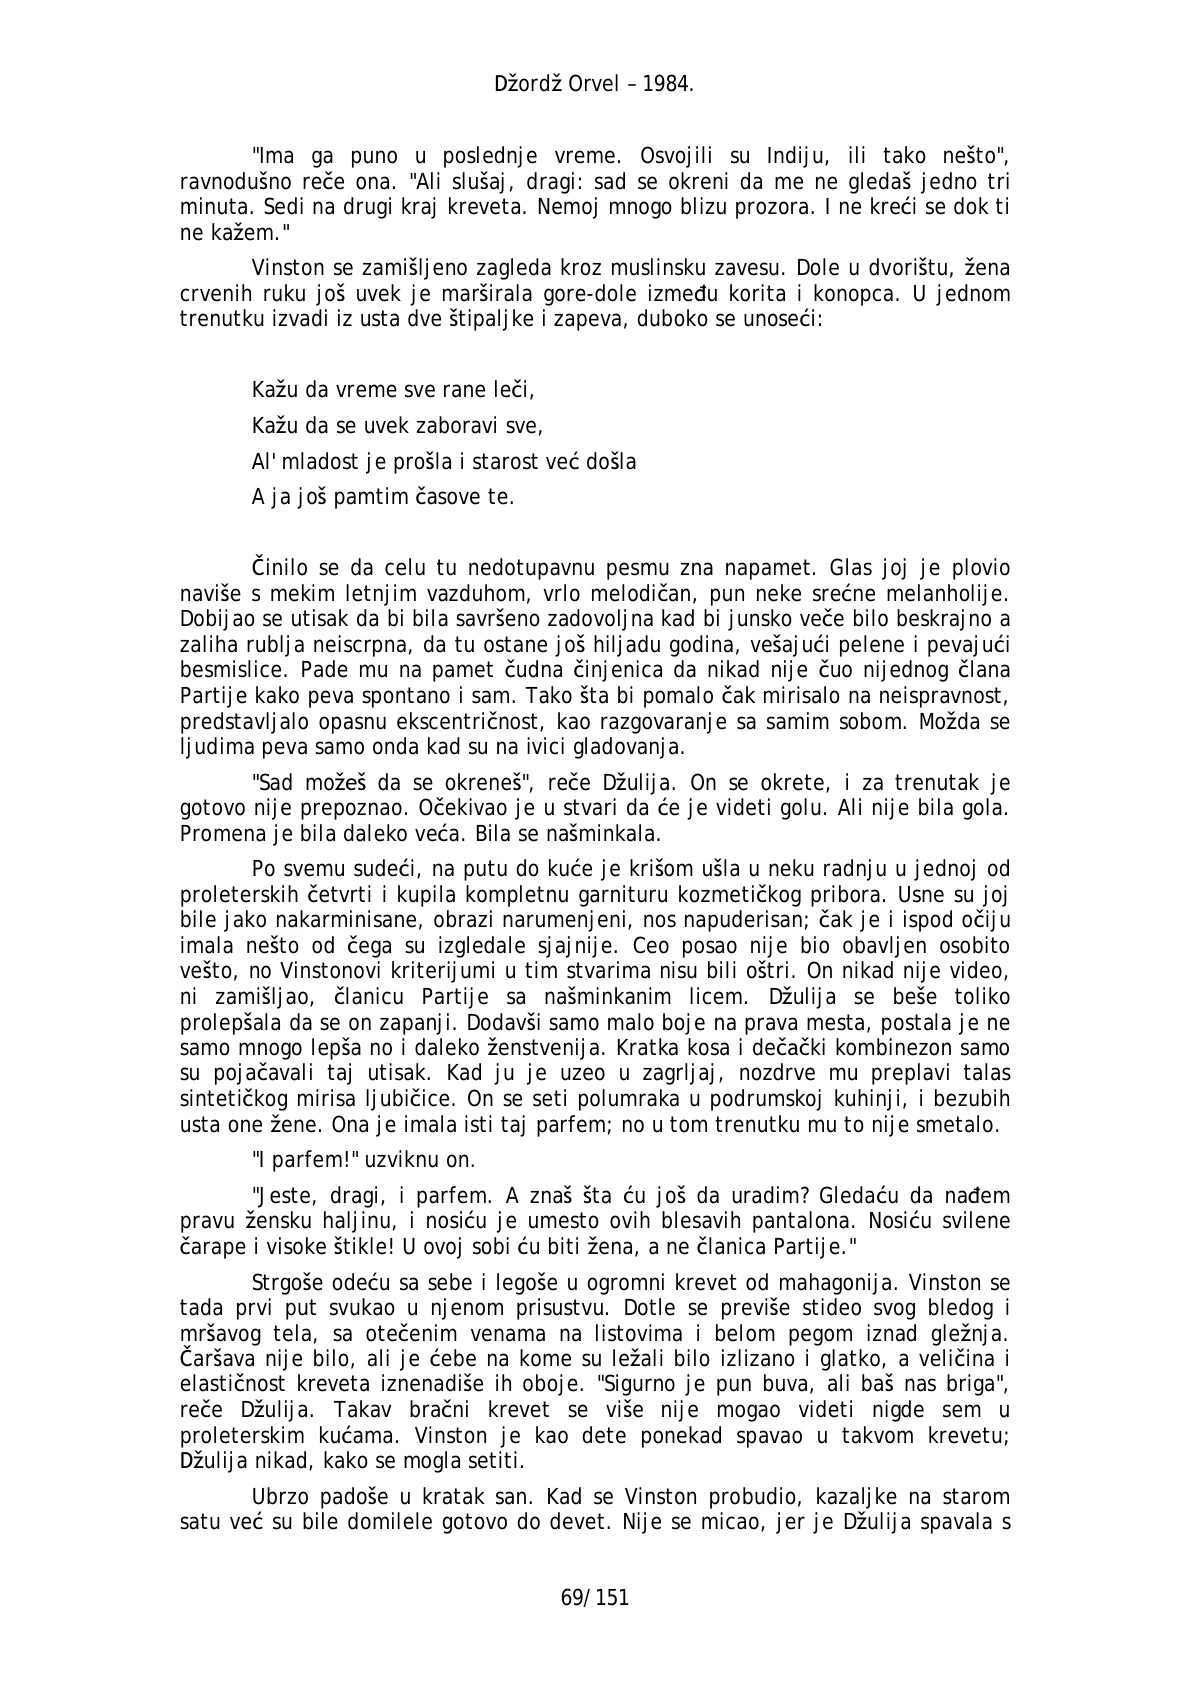 Džordž Orvel – 1984.
"Ima ga puno u poslednje vreme. Osvojili su Indiju, ili tako nešto",
ravnodušno reče ona. "Ali slušaj, dragi: sad se okreni da me ne gledaš jedno tri
minuta. Sedi na drugi kraj kreveta. Nemoj mnogo blizu prozora. I ne kreći se dok ti
ne kažem."
Vinston se zamišljeno zagleda kroz muslinsku zavesu. Dole u dvorištu, žena
crvenih ruku još uvek je marširala gore-dole između korita i konopca. U jednom
trenutku izvadi iz usta dve štipaljke i zapeva, duboko se unoseći:
Kažu da vreme sve rane leči,
Kažu da se uvek zaboravi sve,
Al' mladost je prošla i starost već došla
A ja još pamtim časove te.
Činilo se da celu tu nedotupavnu pesmu zna napamet. Glas joj je plovio
naviše s mekim letnjim vazduhom, vrlo melodičan, pun neke srećne melanholije.
Dobijao se utisak da bi bila savršeno zadovoljna kad bi junsko veče bilo beskrajno a
zaliha rublja neiscrpna, da tu ostane još hiljadu godina, vešajući pelene i pevajući
besmislice. Pade mu na pamet čudna činjenica da nikad nije čuo nijednog člana
Partije kako peva spontano i sam. Tako šta bi pomalo čak mirisalo na neispravnost,
predstavljalo opasnu ekscentričnost, kao razgovaranje sa samim sobom. Možda se
ljudima peva samo onda kad su na ivici gladovanja.
"Sad možeš da se okreneš", reče Džulija. On se okrete, i za trenutak je
gotovo nije prepoznao. Očekivao je u stvari da će je videti golu. Ali nije bila gola.
Promena je bila daleko veća. Bila se našminkala.
Po svemu sudeći, na putu do kuće je krišom ušla u neku radnju u jednoj od
proleterskih četvrti i kupila kompletnu garnituru kozmetičkog pribora. Usne su joj
bile jako nakarminisane, obrazi narumenjeni, nos napuderisan; čak je i ispod očiju
imala nešto od čega su izgledale sjajnije. Ceo posao nije bio obavljen osobito
vešto, no Vinstonovi kriterijumi u tim stvarima nisu bili oštri. On nikad nije video,
ni zamišljao, članicu Partije sa našminkanim licem. Džulija se beše toliko
prolepšala da se on zapanji. Dodavši samo malo boje na prava mesta, postala je ne
samo mnogo lepša no i daleko ženstvenija. Kratka kosa i dečački kombinezon samo
su pojačavali taj utisak. Kad ju je uzeo u zagrljaj, nozdrve mu preplavi talas
sintetičkog mirisa ljubičice. On se seti polumraka u podrumskoj kuhinji, i bezubih
usta one žene. Ona je imala isti taj parfem; no u tom trenutku mu to nije smetalo.
"I parfem!" uzviknu on.
"Jeste, dragi, i parfem. A znaš šta ću još da uradim? Gledaću da nađem
pravu žensku haljinu, i nosiću je umesto ovih blesavih pantalona. Nosiću svilene
čarape i visoke štikle! U ovoj sobi ću biti žena, a ne članica Partije."
Strgoše odeću sa sebe i legoše u ogromni krevet od mahagonija. Vinston se
tada prvi put svukao u njenom prisustvu. Dotle se previše stideo svog bledog i
mršavog tela, sa otečenim venama na listovima i belom pegom iznad gležnja.
Čaršava nije bilo, ali je ćebe na kome su ležali bilo izlizano i glatko, a veličina i
elastičnost kreveta iznenadiše ih oboje. "Sigurno je pun buva, ali baš nas briga",
reče Džulija. Takav bračni krevet se više nije mogao videti nigde sem u
proleterskim kućama. Vinston je kao dete ponekad spavao u takvom krevetu;
Džulija nikad, kako se mogla setiti.
Ubrzo padoše u kratak san. Kad se Vinston probudio, kazaljke na starom
satu već su bile domilele gotovo do devet. Nije se micao, jer je Džulija spavala s
69/151